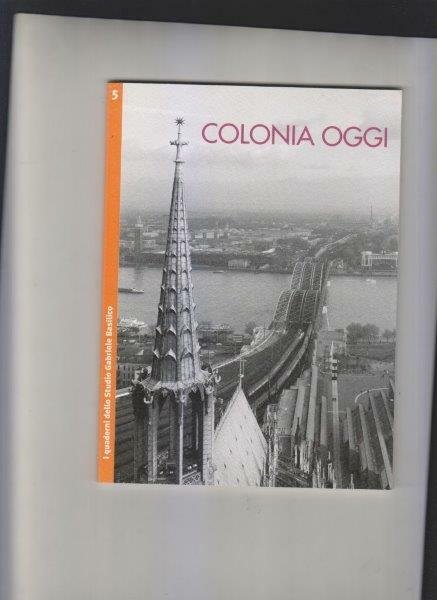 5
COLONIA OGGI
I quaderni dello Studio Gabriele Basilico